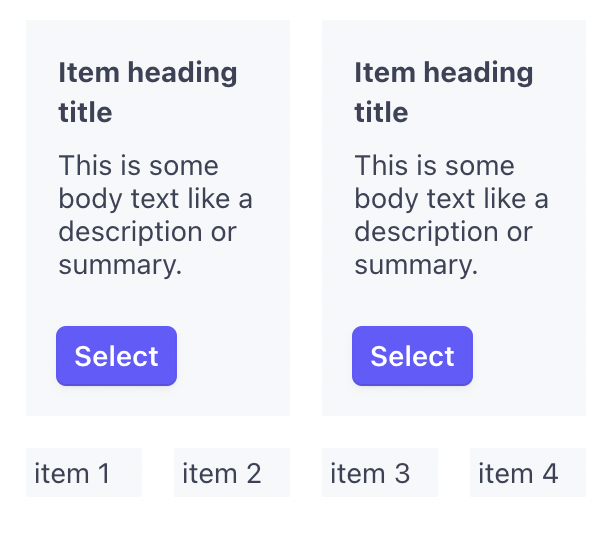 Item heading
title
This is some
body text like a
description or
summary.
Select
Item heading
title
This is some
body text like a
description or
summary.
Select
item 1
item 2
item 3
item 4